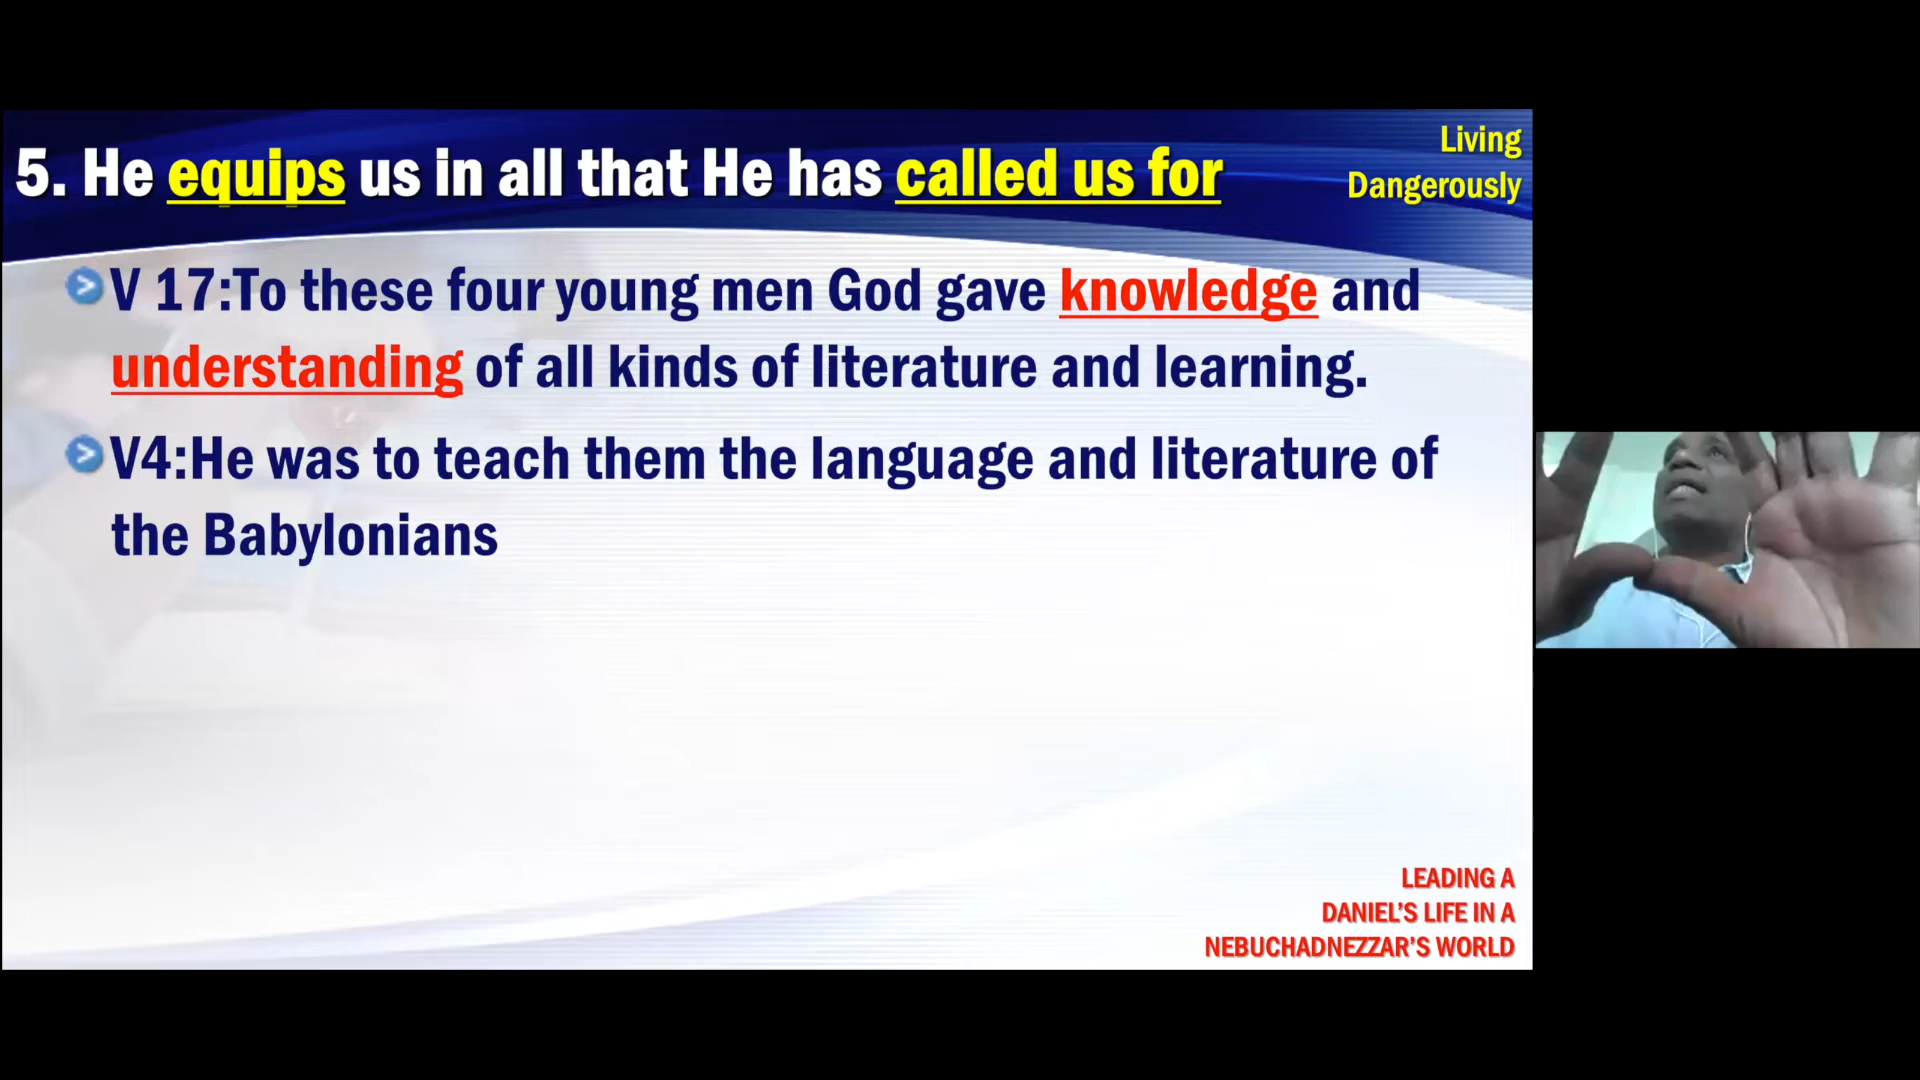 5. He equips us in all that He has called us for
Living
Dangerously
V 17:To these four young men God gave knowledge and
understanding of all kinds of literature and learning.
V4:He was to teach them the language and literature of
the Babylonians
LEADING A
DANIEL’S LIFE IN A
NEBUCHADNEZZAR’S WORLD